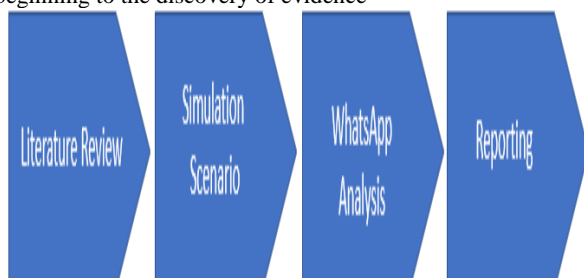 beginning to the discovery of evidence
Literature Review
Simulation
Scenario
WhatsApp
Analysis
Reporting